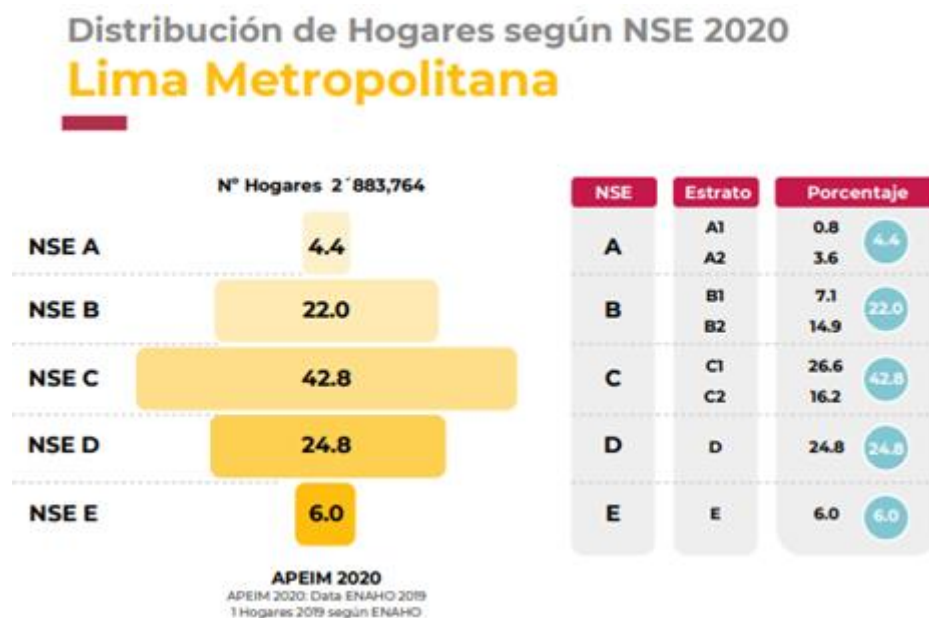 Distribución de Hogares según NSE 2020
Lima Metropolitana
Nº Hogares 2´883,764
NSE A 4.4
NSE B 22.0
NSE C 42.8
NSE D 24.8
NSE E 6.0
APEIM 2020
APEIM 2020: Data ENAHO 2019
1 Hogares 2019 según ENAHO
NSE Estrato Porcentaje
A A1 0.8 4.4
A2 3.6
B B1 7.1 22.0
B2 14.9
C C1 26.6 42.8
C2 16.2
D D 24.8 24.8
E E 6.0 6.0